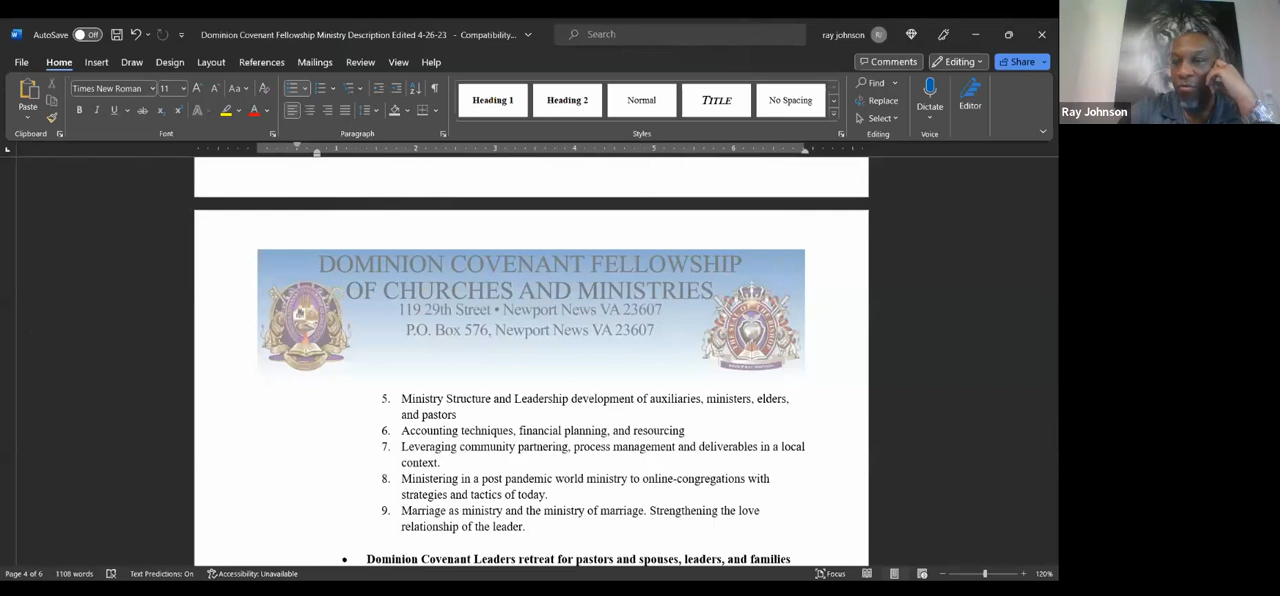 AutoSave Off Dominion Covenant Fellowship Ministry Description Edited 4-26-23 - Compatibility... Search ray johnson RJ
File Home Insert Draw Design Layout References Mailings Review View Help Comments Editing Share
Paste Times New Roman 11 Heading 1 Heading 2 Normal TITLE No Spacing Find Replace Select Dictate Editor
Clipboard Font Paragraph Styles Editing Voice
Ray Johnson
1 2 3 4 5 6
DOMINION COVENANT FELLOWSHIP
OF CHURCHES AND MINISTRIES
119 29th Street • Newport News VA 23607
P.O. Box 576, Newport News VA 23607
5. Ministry Structure and Leadership development of auxiliaries, ministers, elders,
and pastors
6. Accounting techniques, financial planning, and resourcing
7. Leveraging community partnering, process management and deliverables in a local
context.
8. Ministering in a post pandemic world ministry to online-congregations with
strategies and tactics of today.
9. Marriage as ministry and the ministry of marriage. Strengthening the love
relationship of the leader.
• Dominion Covenant Leaders retreat for pastors and spouses, leaders, and families
Page 4 of 6 1108 words Text Predictions: On Accessibility: Unavailable Focus 120%